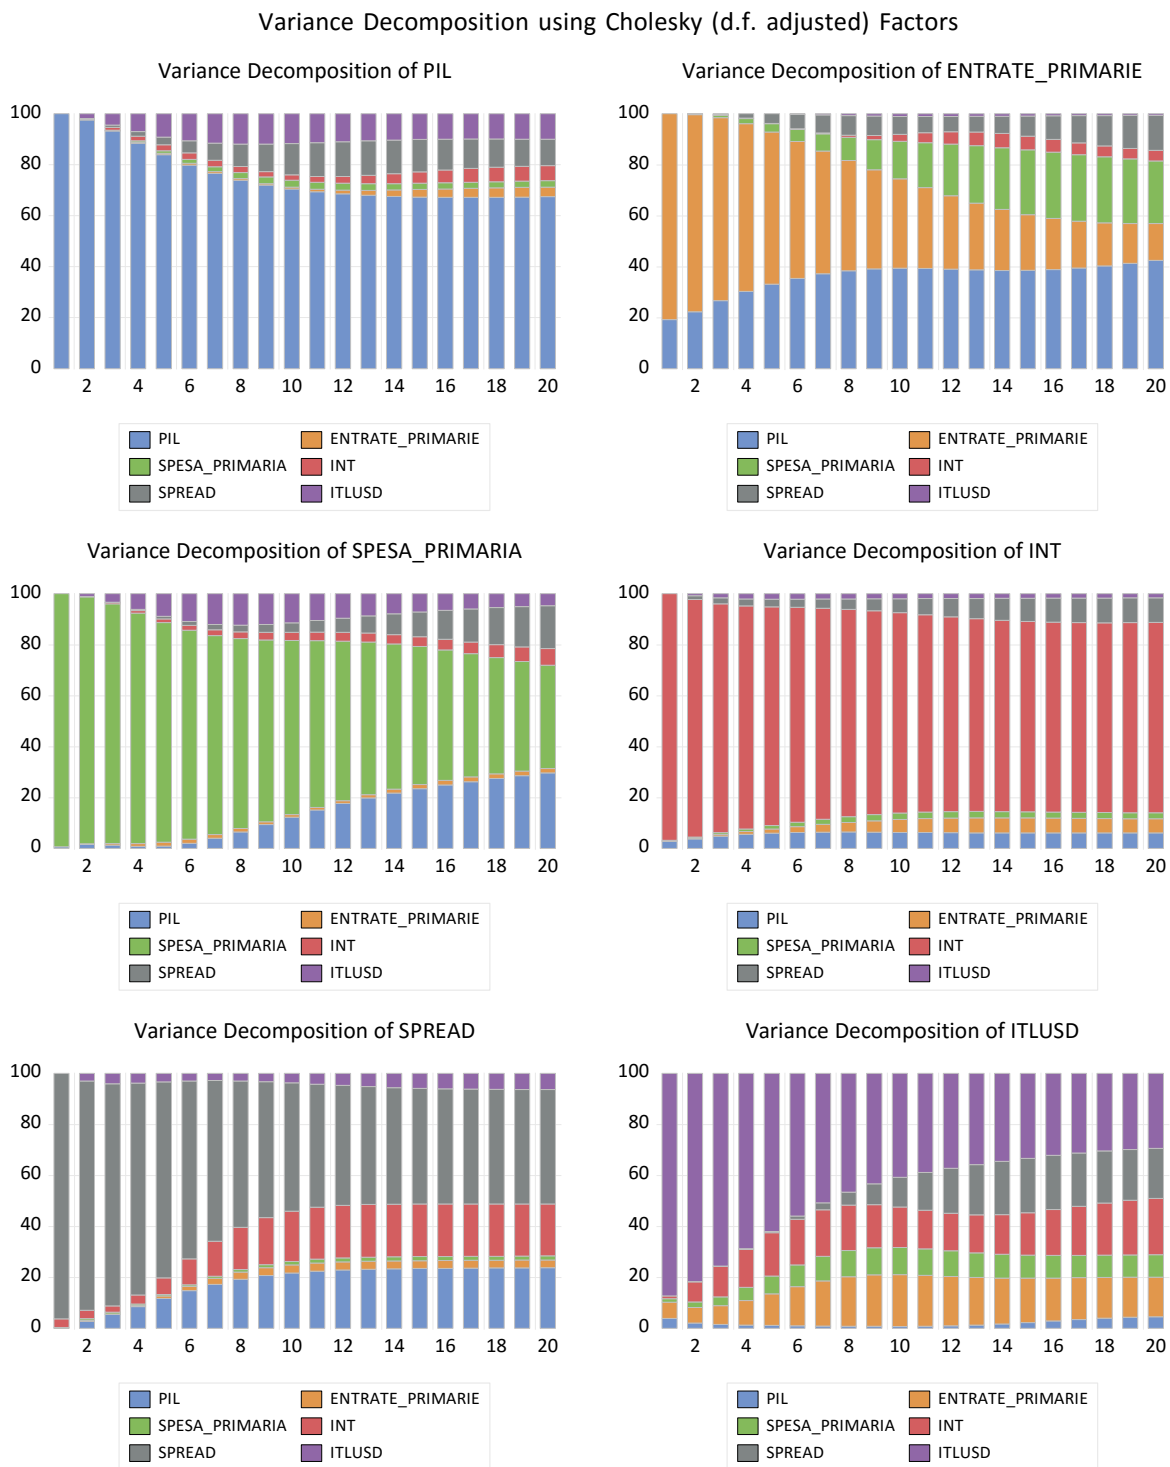 Variance Decomposition using Cholesky (d.f. adjusted) Factors
Variance Decomposition of PIL
100
80
60
40
20
0
2 4 6 8 10 12 14 16 18 20
PIL ENTRATE_PRIMARIE
SPESA_PRIMARIA INT
SPREAD ITLUSD
Variance Decomposition of ENTRATE_PRIMARIE
100
80
60
40
20
0
2 4 6 8 10 12 14 16 18 20
PIL ENTRATE_PRIMARIE
SPESA_PRIMARIA INT
SPREAD ITLUSD
Variance Decomposition of SPESA_PRIMARIA
100
80
60
40
20
0
2 4 6 8 10 12 14 16 18 20
PIL ENTRATE_PRIMARIE
SPESA_PRIMARIA INT
SPREAD ITLUSD
Variance Decomposition of INT
100
80
60
40
20
0
2 4 6 8 10 12 14 16 18 20
PIL ENTRATE_PRIMARIE
SPESA_PRIMARIA INT
SPREAD ITLUSD
Variance Decomposition of SPREAD
100
80
60
40
20
0
2 4 6 8 10 12 14 16 18 20
PIL ENTRATE_PRIMARIE
SPESA_PRIMARIA INT
SPREAD ITLUSD
Variance Decomposition of ITLUSD
100
80
60
40
20
0
2 4 6 8 10 12 14 16 18 20
PIL ENTRATE_PRIMARIE
SPESA_PRIMARIA INT
SPREAD ITLUSD